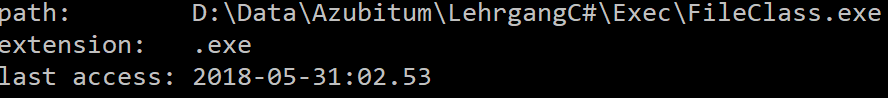 path:       D:\Data\Azubitum\LehrgangC#\Exec\FileClass.exe
extension:   .exe
last access: 2018-05-31:02.53